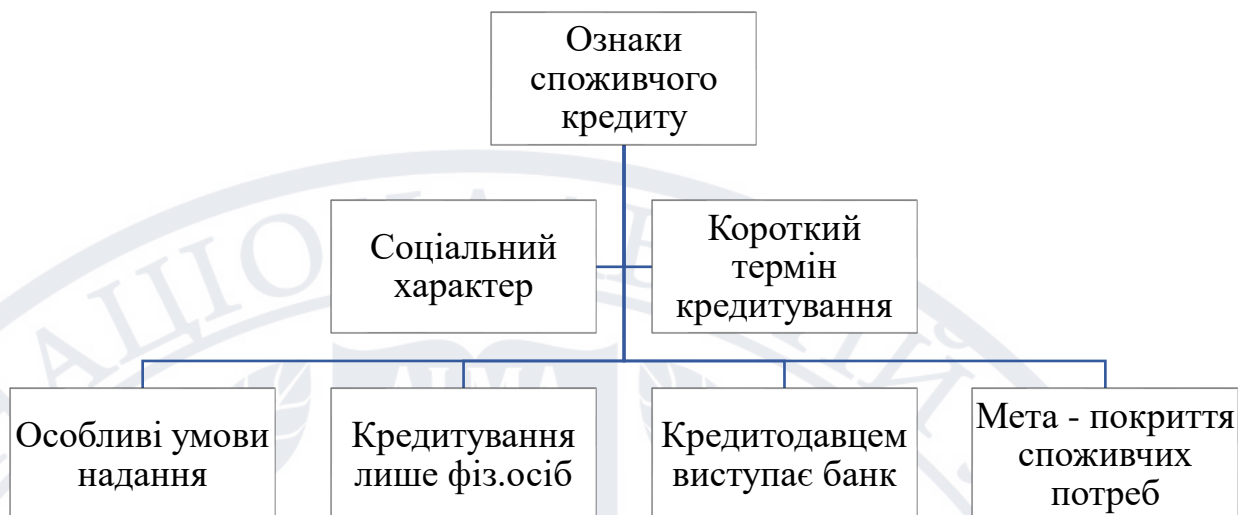 Ознаки
споживчого
кредиту
Соціальний
характер
Короткий
термін
кредитування
Особливі умови
надання
Кредитування
лише фіз.осіб
Кредитодавцем
виступає банк
Мета - покриття
споживчих
потреб